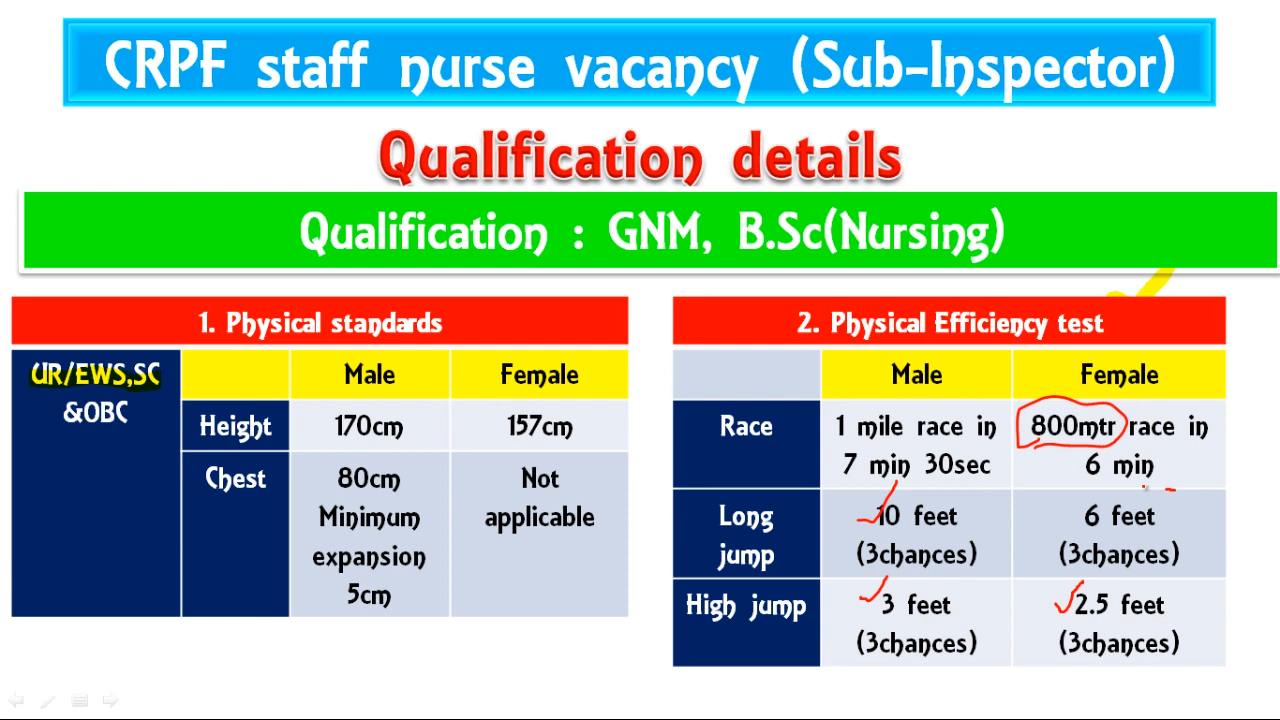 CRPF staff nurse vacancy (Sub-Inspector)
Qualification details
Qualification : GNM, B.Sc(Nursing)
1. Physical standards
UR/EWS,SC
&OBC
Male
Female
Height
170cm
157cm
Chest
80cm
Minimum
expansion
5cm
Not
applicable
2. Physical Efficiency test
Male
Female
Race
1 mile race in
7 min 30sec
800mtr race in
6 min
Long
jump
10 feet
(3chances)
6 feet
(3chances)
High jump
3 feet
(3chances)
2.5 feet
(3chances)